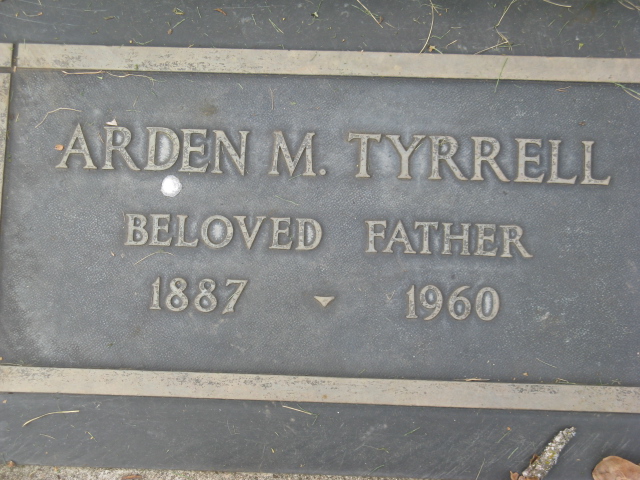 ARDEN M. TYRRELL
BELOVED FATHER
1887 - 1960